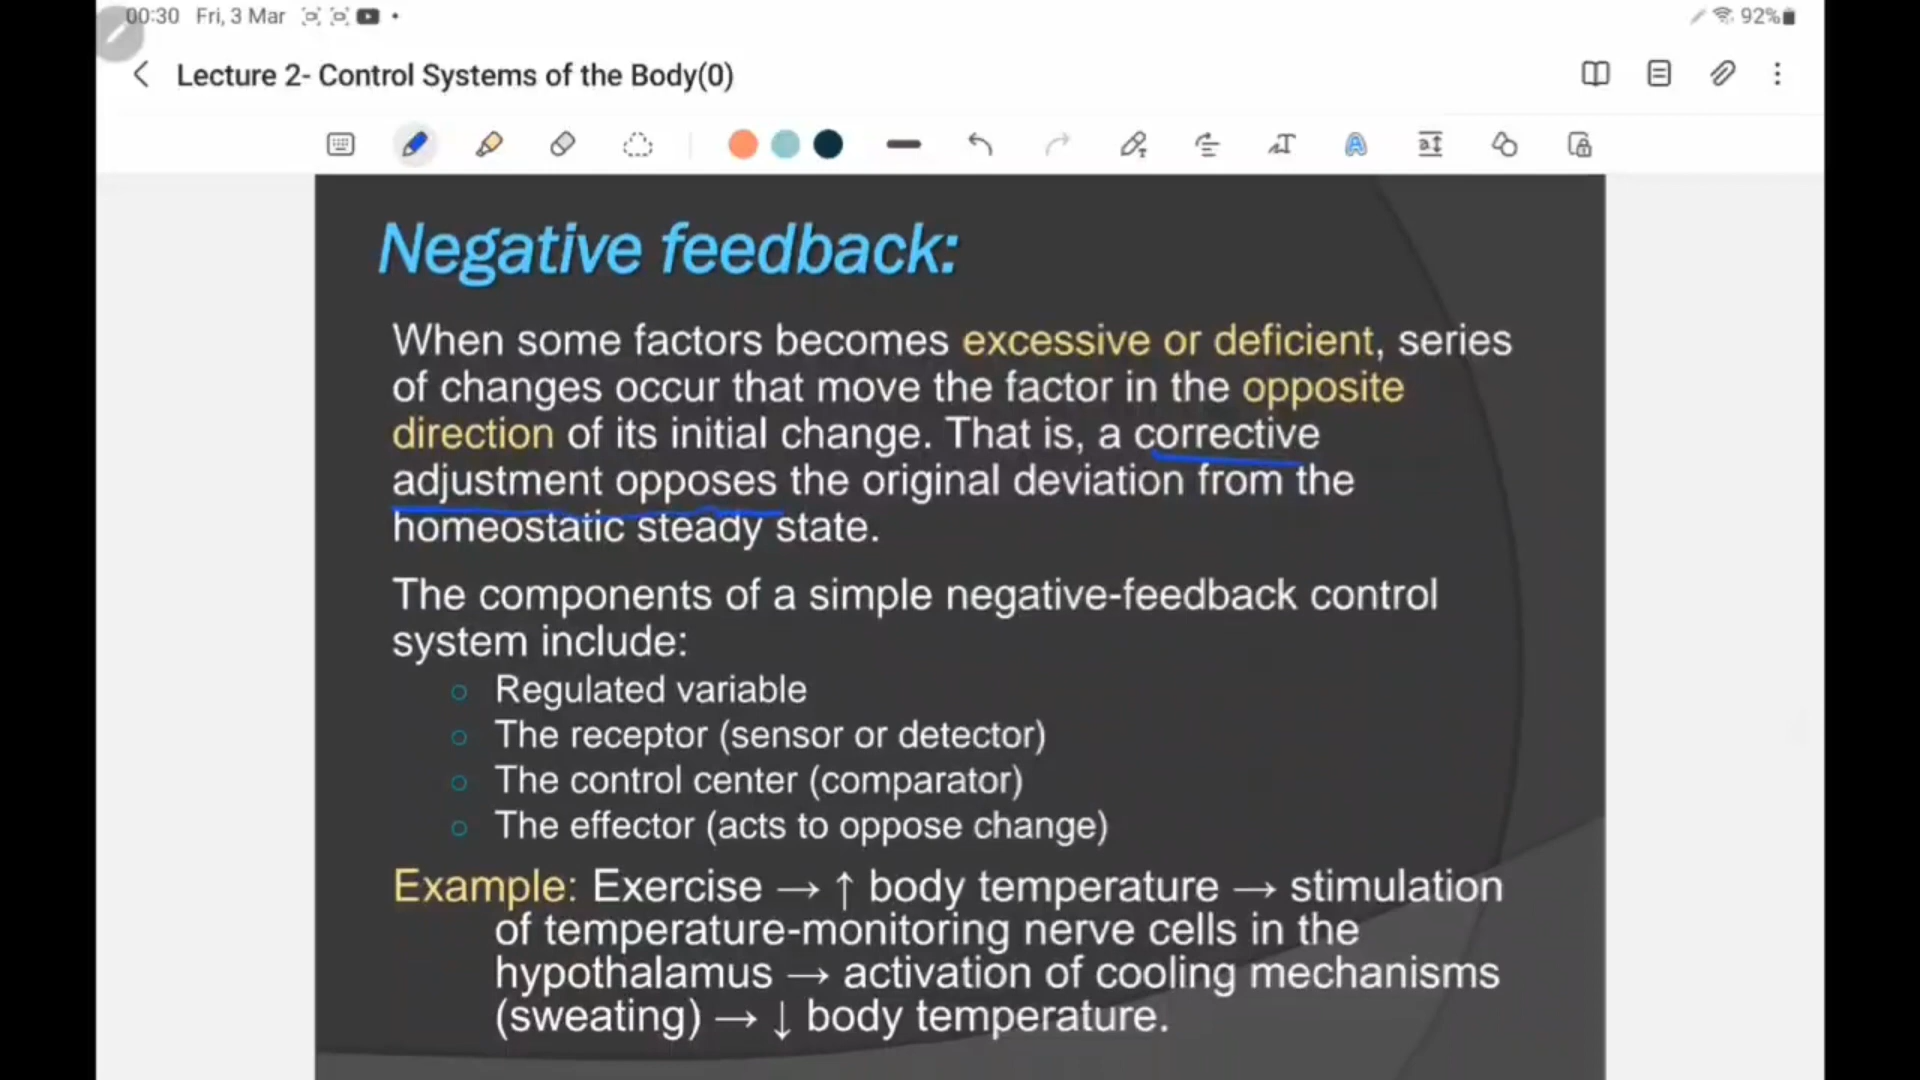 00:30 Fri, 3 Mar
92%
Lecture 2- Control Systems of the Body(0)
Negative feedback:
When some factors becomes excessive or deficient, series
of changes occur that move the factor in the opposite
direction of its initial change. That is, a corrective
adjustment opposes the original deviation from the
homeostatic steady state.
The components of a simple negative-feedback control
system include:
○ Regulated variable
○ The receptor (sensor or detector)
○ The control center (comparator)
○ The effector (acts to oppose change)
Example: Exercise → ↑ body temperature → stimulation
of temperature-monitoring nerve cells in the
hypothalamus → activation of cooling mechanisms
(sweating) → ↓ body temperature.